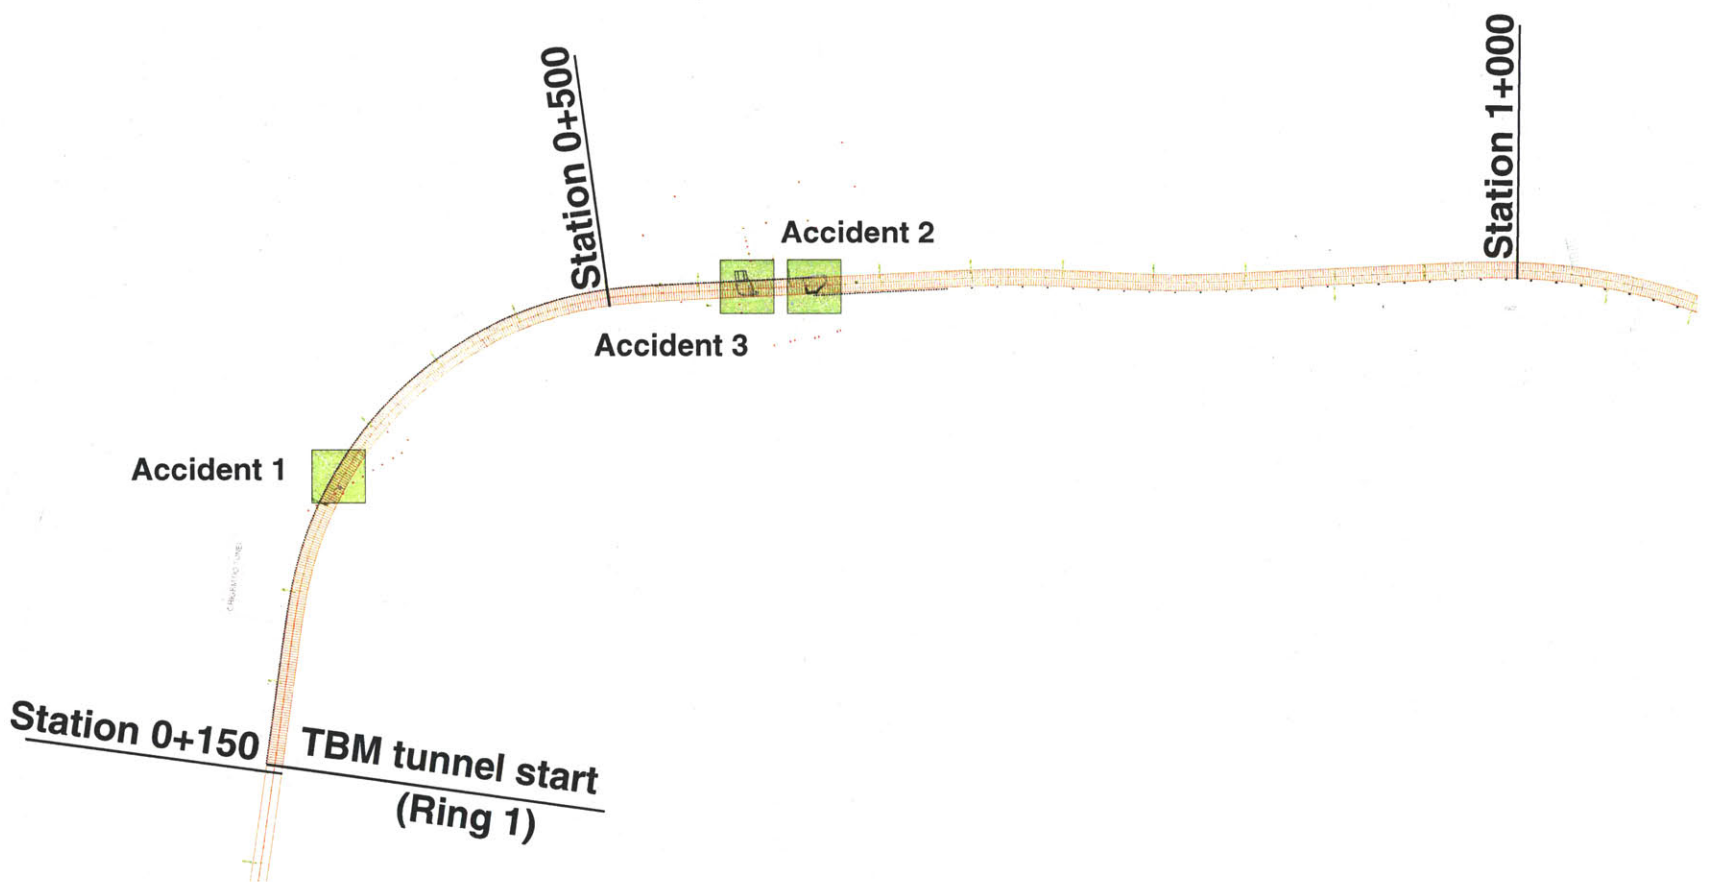 Station 0+500
Station 1+000
Accident 2
Accident 3
Accident 1
Station 0+150
TBM tunnel start
(Ring 1)